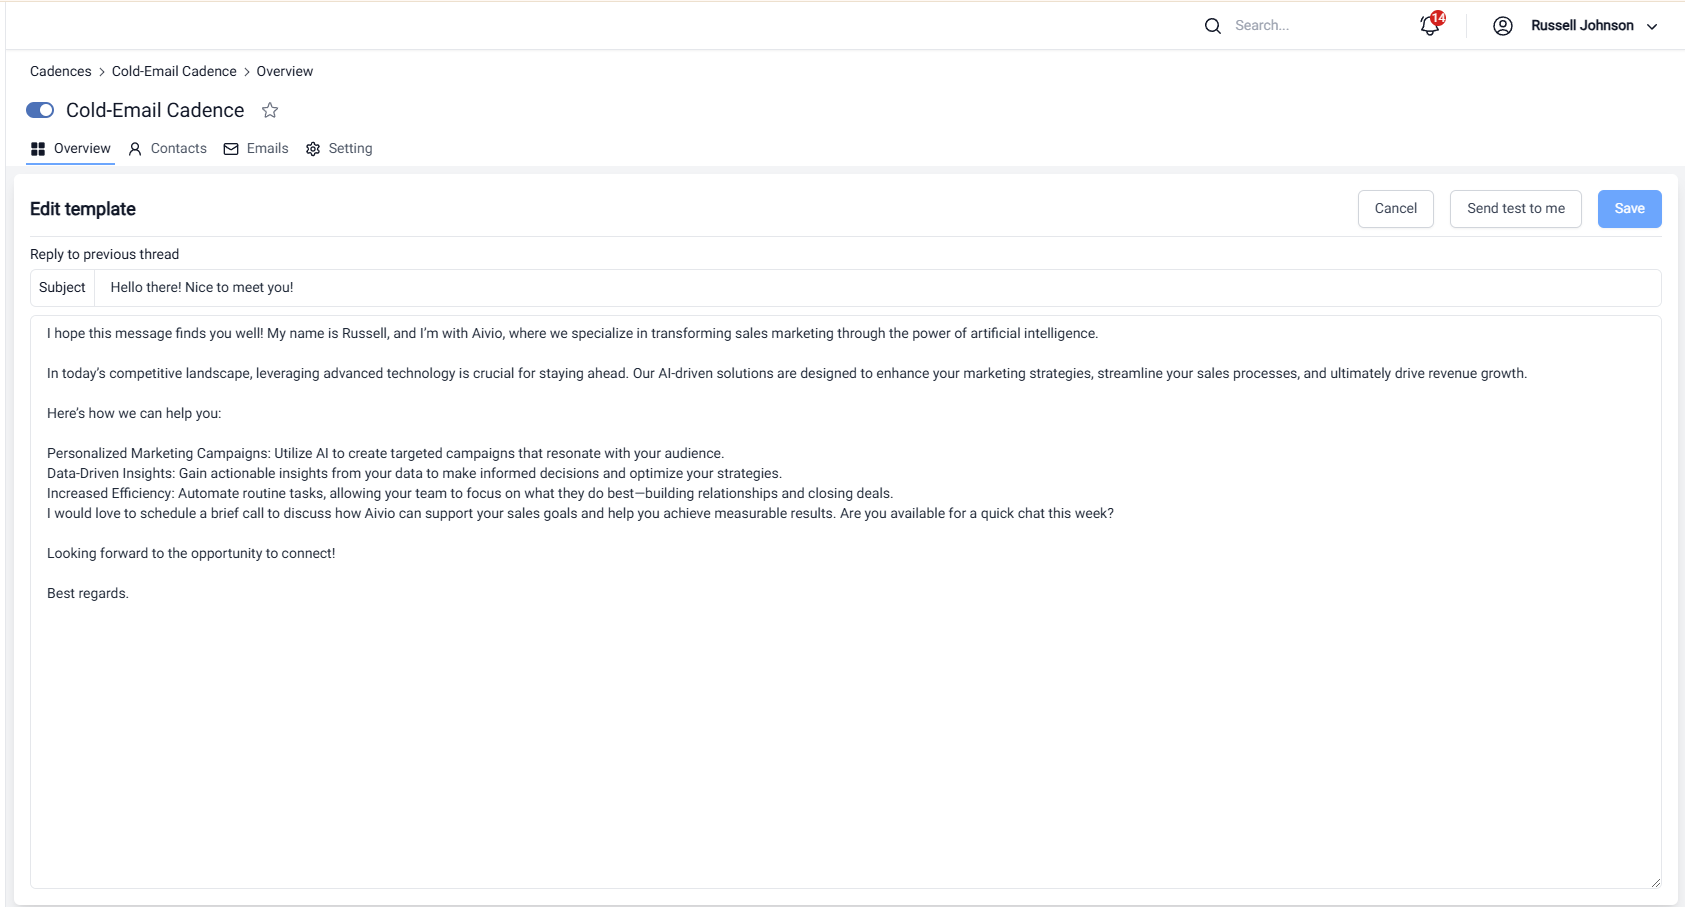 Search...
14
Russell Johnson
Cadences > Cold-Email Cadence > Overview
Cold-Email Cadence
Overview
Contacts
Emails
Setting
Edit template
Cancel
Send test to me
Save
Reply to previous thread
Subject
Hello there! Nice to meet you!
I hope this message finds you well! My name is Russell, and I’m with Aivio, where we specialize in transforming sales marketing through the power of artificial intelligence.
In today’s competitive landscape, leveraging advanced technology is crucial for staying ahead. Our AI-driven solutions are designed to enhance your marketing strategies, streamline your sales processes, and ultimately drive revenue growth.
Here’s how we can help you:
Personalized Marketing Campaigns: Utilize AI to create targeted campaigns that resonate with your audience.
Data-Driven Insights: Gain actionable insights from your data to make informed decisions and optimize your strategies.
Increased Efficiency: Automate routine tasks, allowing your team to focus on what they do best—building relationships and closing deals.
I would love to schedule a brief call to discuss how Aivio can support your sales goals and help you achieve measurable results. Are you available for a quick chat this week?
Looking forward to the opportunity to connect!
Best regards.